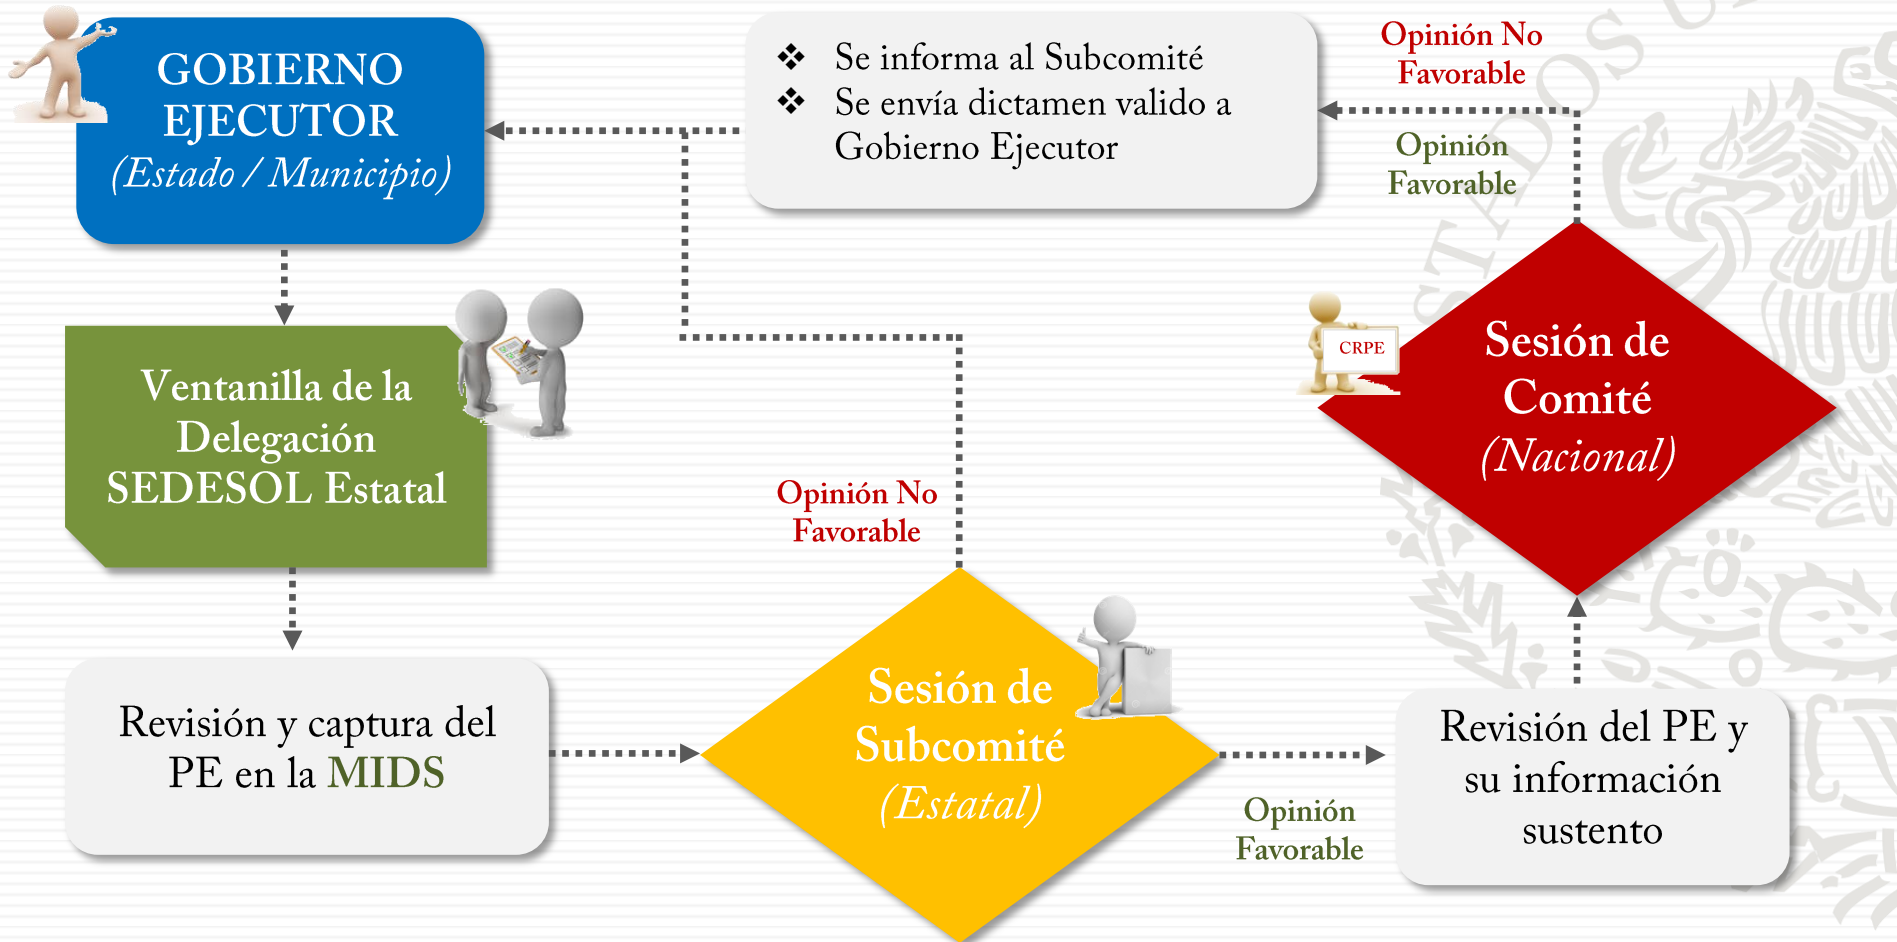 GOBIERNO
EJECUTOR
(Estado / Municipio)
❖ Se informa al Subcomité
❖ Se envía dictamen valido a
Gobierno Ejecutor
Opinión No
Favorable
Opinión
Favorable
Ventanilla de la
Delegación
SEDESOL Estatal
CRPE
Sesión de
Comité
(Nacional)
Opinión No
Favorable
Revisión y captura del
PE en la MIDS
Sesión de
Subcomité
(Estatal)
Opinión
Favorable
Revisión del PE y
su información
sustento
STADOS U